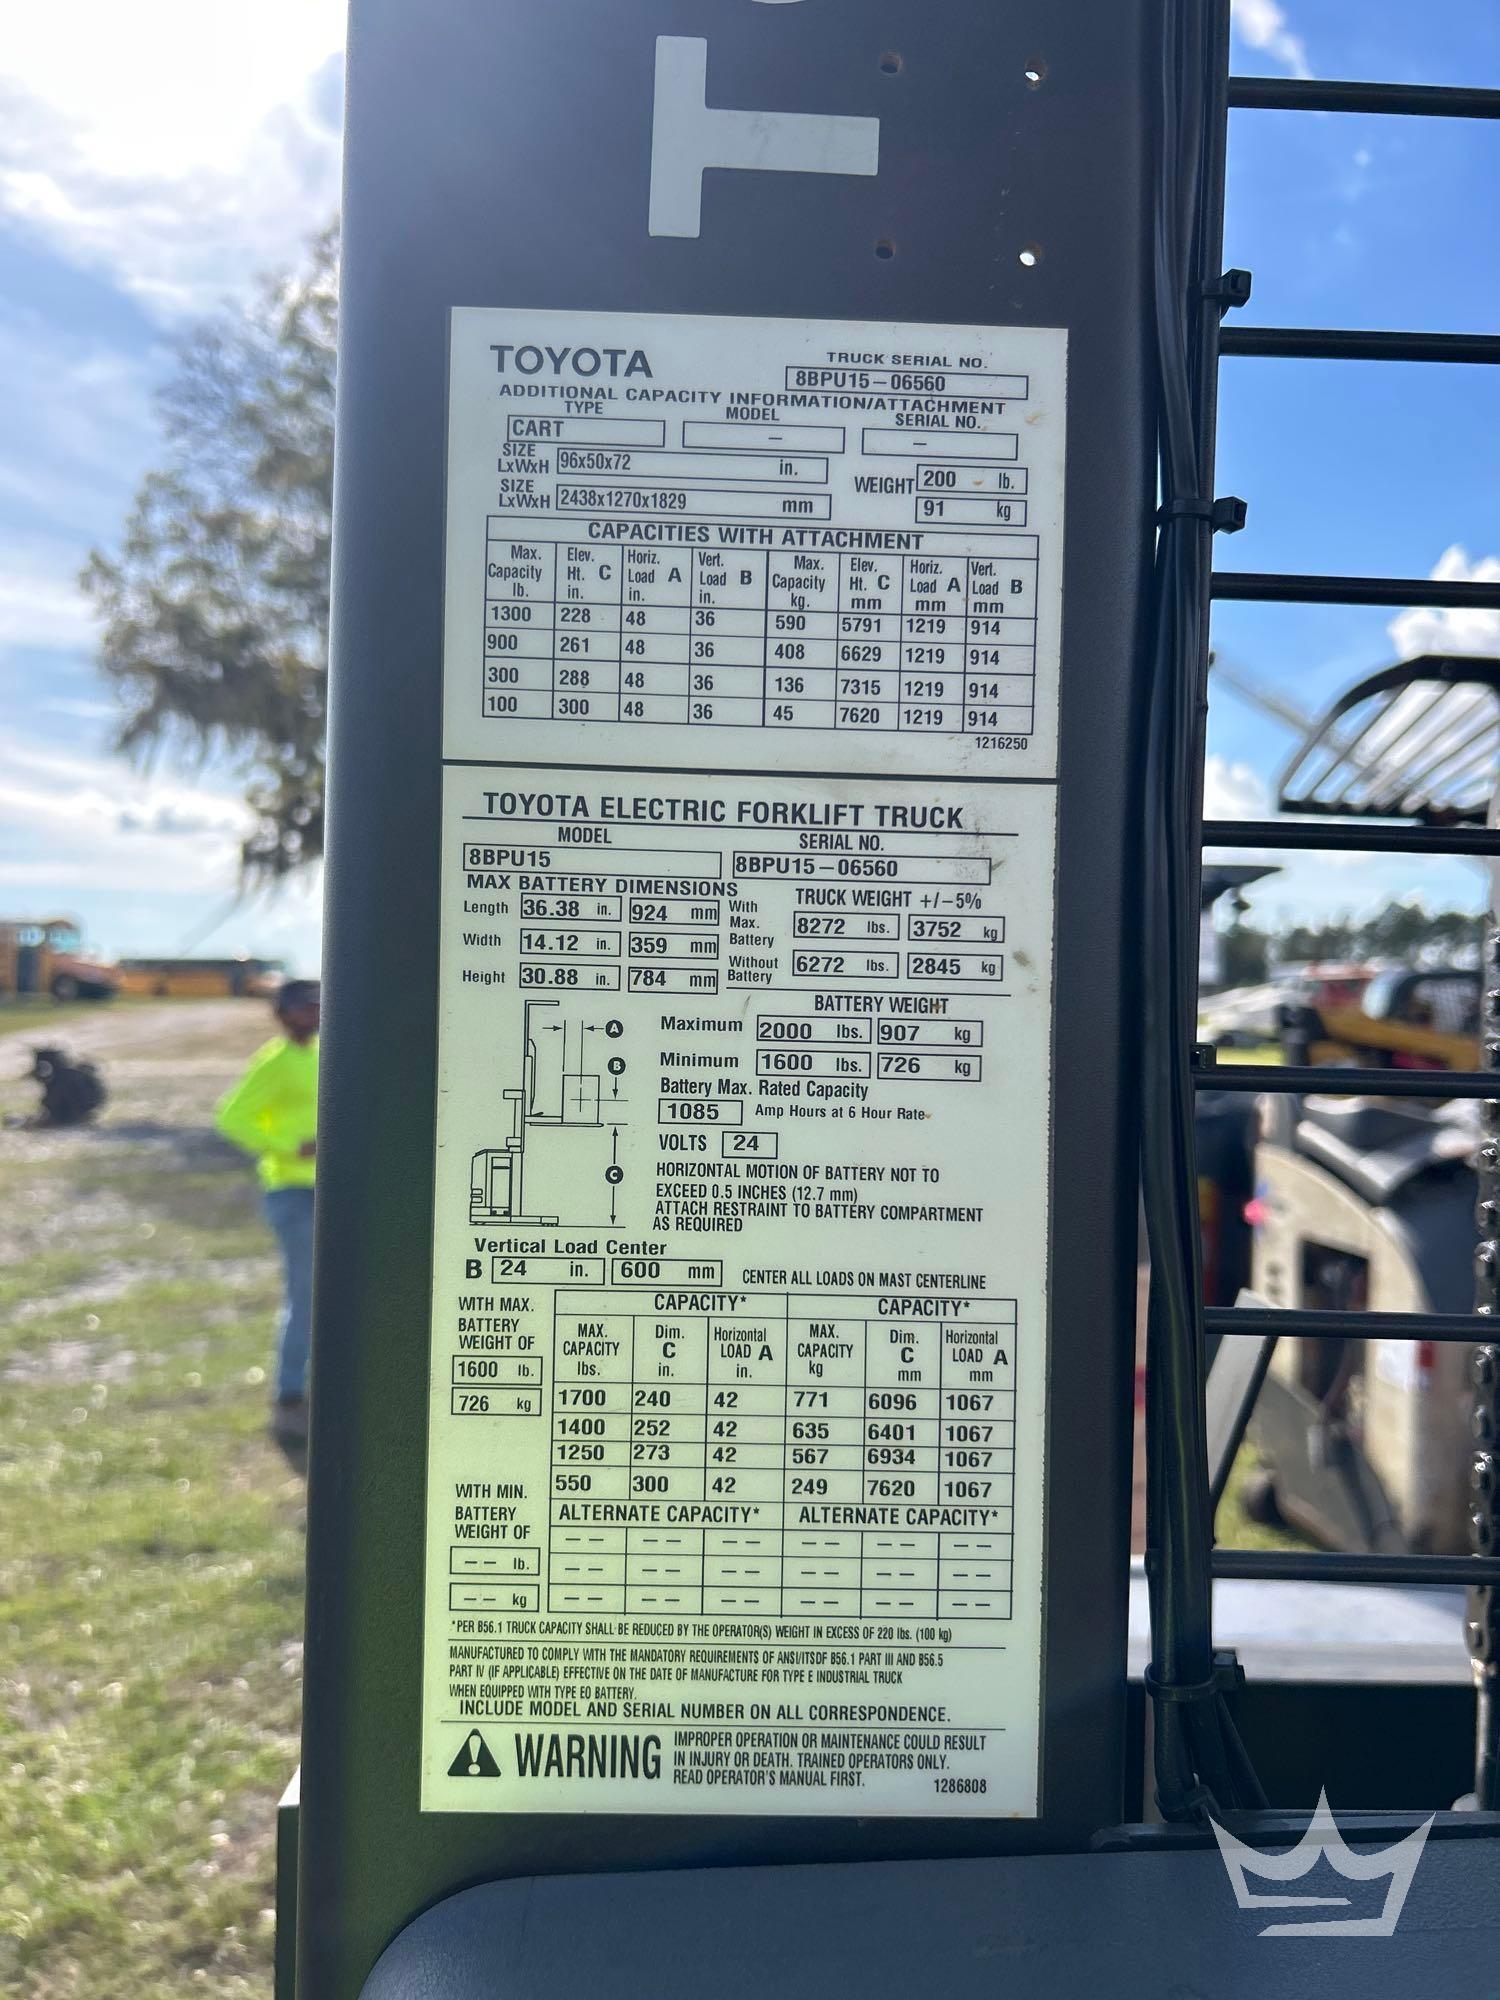 T
TOYOTA
TRUCK SERIAL NO.
8BPU15-06560
ADDITIONAL CAPACITY INFORMATION/ATTACHMENT
TYPE MODEL SERIAL NO.
CART – –
SIZE LxWxH 96x50x72 in.
WEIGHT 200 lb.
SIZE LxWxH 2438x1270x1829 mm
91 kg
CAPACITIES WITH ATTACHMENT
Max. Capacity lb. Elev. Ht. C in. Horiz. Load A in. Vert. Load B in. Max. Capacity kg. Elev. Ht. C mm Horiz. Load A mm Vert. Load B mm
1300 228 48 36 590 5791 1219 914
900 261 48 36 408 6629 1219 914
300 288 48 36 136 7315 1219 914
100 300 48 36 45 7620 1219 914
1216250
TOYOTA ELECTRIC FORKLIFT TRUCK
MODEL SERIAL NO.
8BPU15 8BPU15-06560
MAX BATTERY DIMENSIONS TRUCK WEIGHT +/-5%
Length 36.38 in. 924 mm With Max. Battery 8272 lbs. 3752 kg
Width 14.12 in. 359 mm Without Battery 6272 lbs. 2845 kg
Height 30.88 in. 784 mm
BATTERY WEIGHT
Maximum 2000 lbs. 907 kg
Minimum 1600 lbs. 726 kg
A
B
C
Battery Max. Rated Capacity
1085 Amp Hours at 6 Hour Rate
VOLTS 24
HORIZONTAL MOTION OF BATTERY NOT TO
EXCEED 0.5 INCHES (12.7 mm)
ATTACH RESTRAINT TO BATTERY COMPARTMENT
AS REQUIRED
Vertical Load Center
B 24 in. 600 mm CENTER ALL LOADS ON MAST CENTERLINE
WITH MAX. BATTERY WEIGHT OF
1600 lb.
726 kg
CAPACITY* CAPACITY*
MAX. CAPACITY lbs. Dim. C in. Horizontal LOAD A in. MAX. CAPACITY kg Dim. C mm Horizontal LOAD A mm
1700 240 42 771 6096 1067
1400 252 42 635 6401 1067
1250 273 42 567 6934 1067
550 300 42 249 7620 1067
WITH MIN. BATTERY WEIGHT OF
-- lb.
-- kg
ALTERNATE CAPACITY* ALTERNATE CAPACITY*
-- -- -- -- -- --
-- -- -- -- -- --
-- -- -- -- -- --
*PER B56.1 TRUCK CAPACITY SHALL BE REDUCED BY THE OPERATOR(S) WEIGHT IN EXCESS OF 220 lbs. (100 kg)
MANUFACTURED TO COMPLY WITH THE MANDATORY REQUIREMENTS OF ANSI/ITSDF B56.1 PART III AND B56.5
PART IV (IF APPLICABLE) EFFECTIVE ON THE DATE OF MANUFACTURE FOR TYPE E INDUSTRIAL TRUCK
WHEN EQUIPPED WITH TYPE EO BATTERY.
INCLUDE MODEL AND SERIAL NUMBER ON ALL CORRESPONDENCE.
WARNING
IMPROPER OPERATION OR MAINTENANCE COULD RESULT
IN INJURY OR DEATH. TRAINED OPERATORS ONLY.
READ OPERATOR'S MANUAL FIRST.
1286808